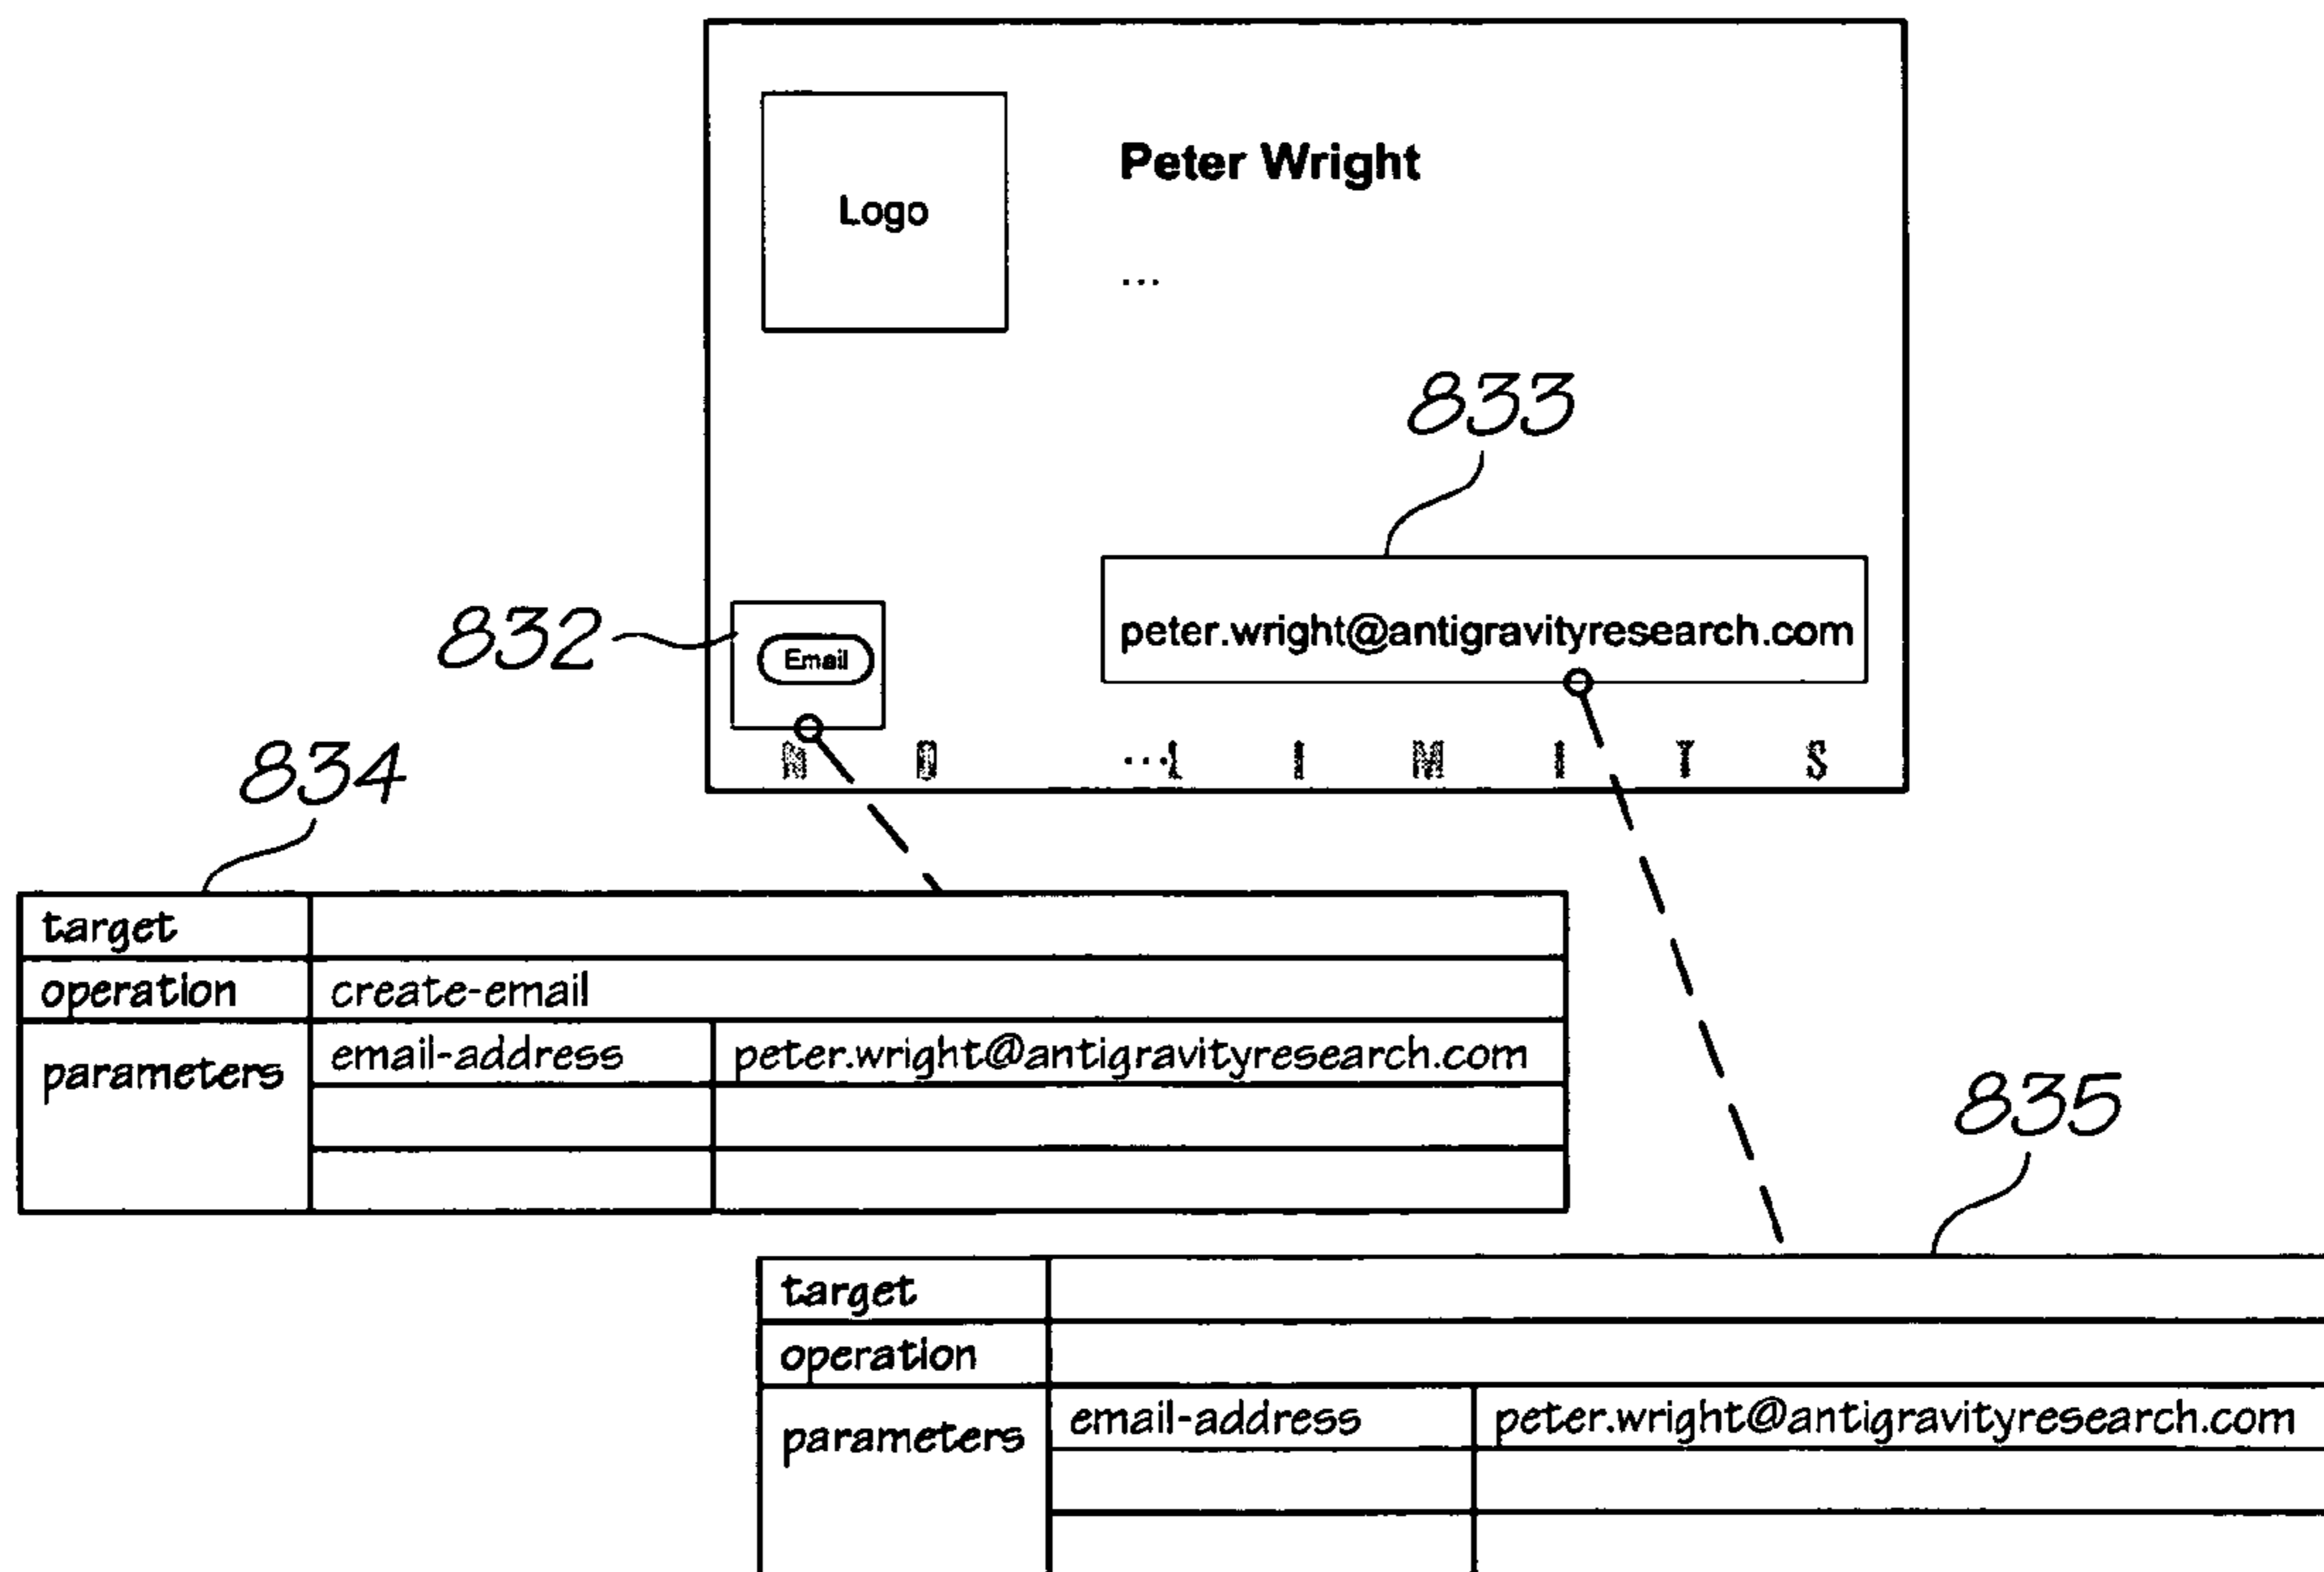 Logo
Peter Wright
...
833
832
Email
peter.wright@antigravityresearch.com
N O ...L I M I T S
834
target
operation create-email
parameters email-address peter.wright@antigravityresearch.com
835
target
operation
parameters email-address peter.wright@antigravityresearch.com